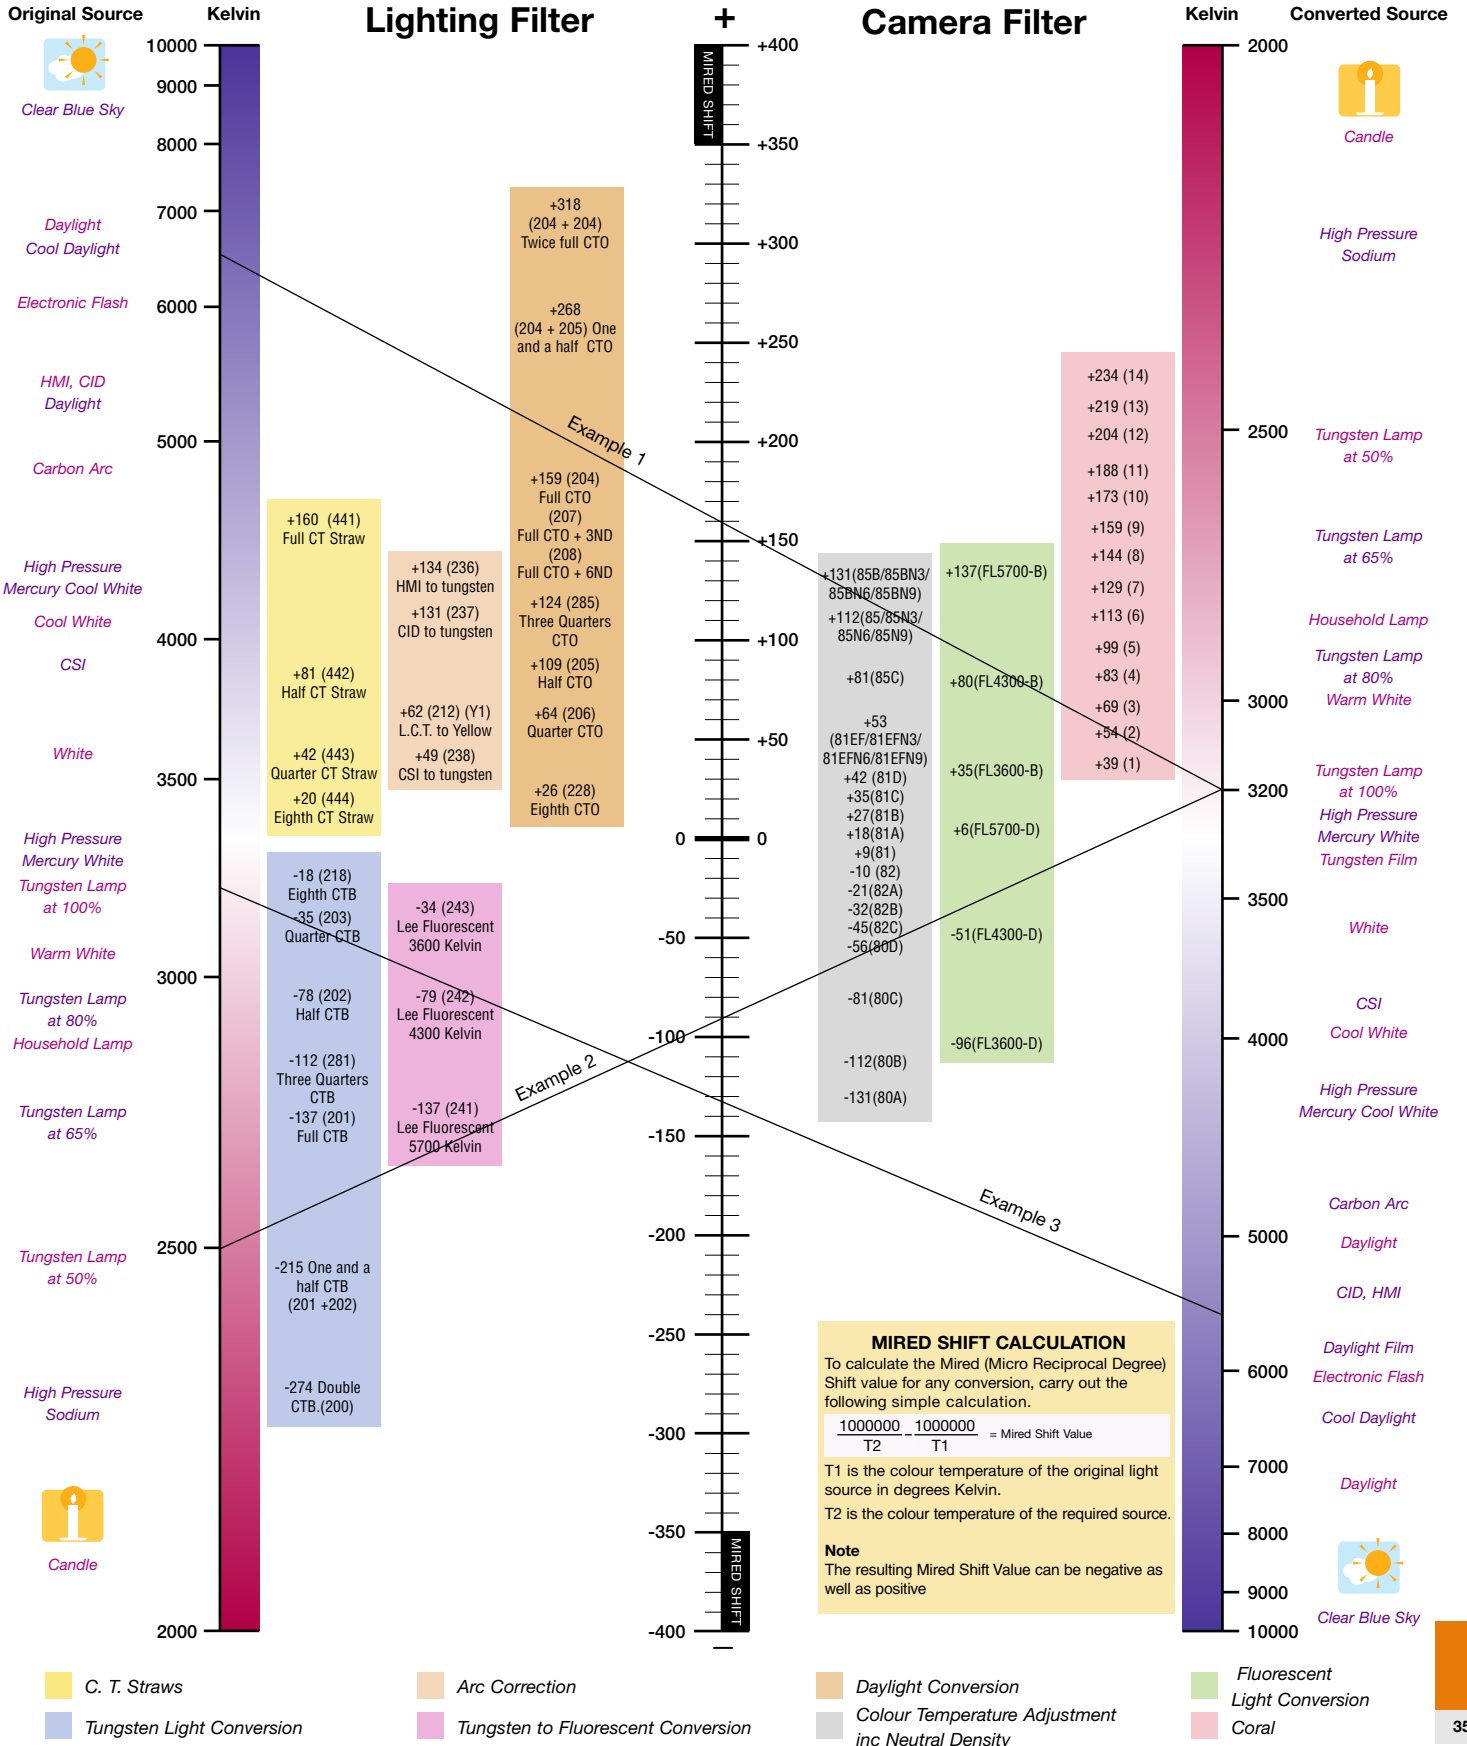 Original Source
Kelvin
Lighting Filter
+
Camera Filter
Kelvin
Converted Source
10000
9000
8000
7000
6000
5000
4000
3500
3000
2500
2000
Clear Blue Sky
Daylight
Cool Daylight
Electronic Flash
HMI, CID
Daylight
Carbon Arc
High Pressure
Mercury Cool White
Cool White
CSI
White
High Pressure
Mercury White
Tungsten Lamp
at 100%
Warm White
Tungsten Lamp
at 80%
Household Lamp
Tungsten Lamp
at 65%
Tungsten Lamp
at 50%
High Pressure
Sodium
Candle
+160 (441)
Full CT Straw
+81 (442)
Half CT Straw
+42 (443)
Quarter CT Straw
+20 (444)
Eighth CT Straw
-18 (218)
Eighth CTB
-35 (203)
Quarter CTB
-78 (202)
Half CTB
-112 (281)
Three Quarters
CTB
-137 (201)
Full CTB
-215 One and a
half CTB
(201 +202)
-274 Double
CTB.(200)
+134 (236)
HMI to tungsten
+131 (237)
CID to tungsten
+62 (212) (Y1)
L.C.T. to Yellow
+49 (238)
CSI to tungsten
-34 (243)
Lee Fluorescent
3600 Kelvin
-79 (242)
Lee Fluorescent
4300 Kelvin
-137 (241)
Lee Fluorescent
5700 Kelvin
+318
(204 + 204)
Twice full CTO
+268
(204 + 205) One
and a half CTO
+159 (204)
Full CTO
(207)
Full CTO + 3ND
(208)
Full CTO + 6ND
+124 (285)
Three Quarters
CTO
+109 (205)
Half CTO
+64 (206)
Quarter CTO
+26 (228)
Eighth CTO
Example 1
Example 2
Example 3
MIRED SHIFT
+400
+350
+300
+250
+200
+150
+100
+50
0
0
-50
-100
-150
-200
-250
-300
-350
-400
MIRED SHIFT
—
+131(85B/85BN3/
85BN6/85BN9)
+112(85/85N3/
85N6/85N9)
+81(85C)
+53
(81EF/81EFN3/
81EFN6/81EFN9)
+42 (81D)
+35(81C)
+27(81B)
+18(81A)
+9(81)
-10 (82)
-21(82A)
-32(82B)
-45(82C)
-56(80D)
-81(80C)
-112(80B)
-131(80A)
+137(FL5700-B)
+80(FL4300-B)
+35(FL3600-B)
+6(FL5700-D)
-51(FL4300-D)
-96(FL3600-D)
+234 (14)
+219 (13)
+204 (12)
+188 (11)
+173 (10)
+159 (9)
+144 (8)
+129 (7)
+113 (6)
+99 (5)
+83 (4)
+69 (3)
+54 (2)
+39 (1)
2000
2500
3000
3200
3500
4000
5000
6000
7000
8000
9000
10000
Candle
High Pressure
Sodium
Tungsten Lamp
at 50%
Tungsten Lamp
at 65%
Household Lamp
Tungsten Lamp
at 80%
Warm White
Tungsten Lamp
at 100%
High Pressure
Mercury White
Tungsten Film
White
CSI
Cool White
High Pressure
Mercury Cool White
Carbon Arc
Daylight
CID, HMI
Daylight Film
Electronic Flash
Cool Daylight
Daylight
Clear Blue Sky
MIRED SHIFT CALCULATION
To calculate the Mired (Micro Reciprocal Degree)
Shift value for any conversion, carry out the
following simple calculation.
1000000 – 1000000 = Mired Shift Value
T2 T1
T1 is the colour temperature of the original light
source in degrees Kelvin.
T2 is the colour temperature of the required source.
Note
The resulting Mired Shift Value can be negative as
well as positive
C. T. Straws
Arc Correction
Daylight Conversion
Fluorescent
Light Conversion
Tungsten Light Conversion
Tungsten to Fluorescent Conversion
Colour Temperature Adjustment
inc Neutral Density
Coral
35